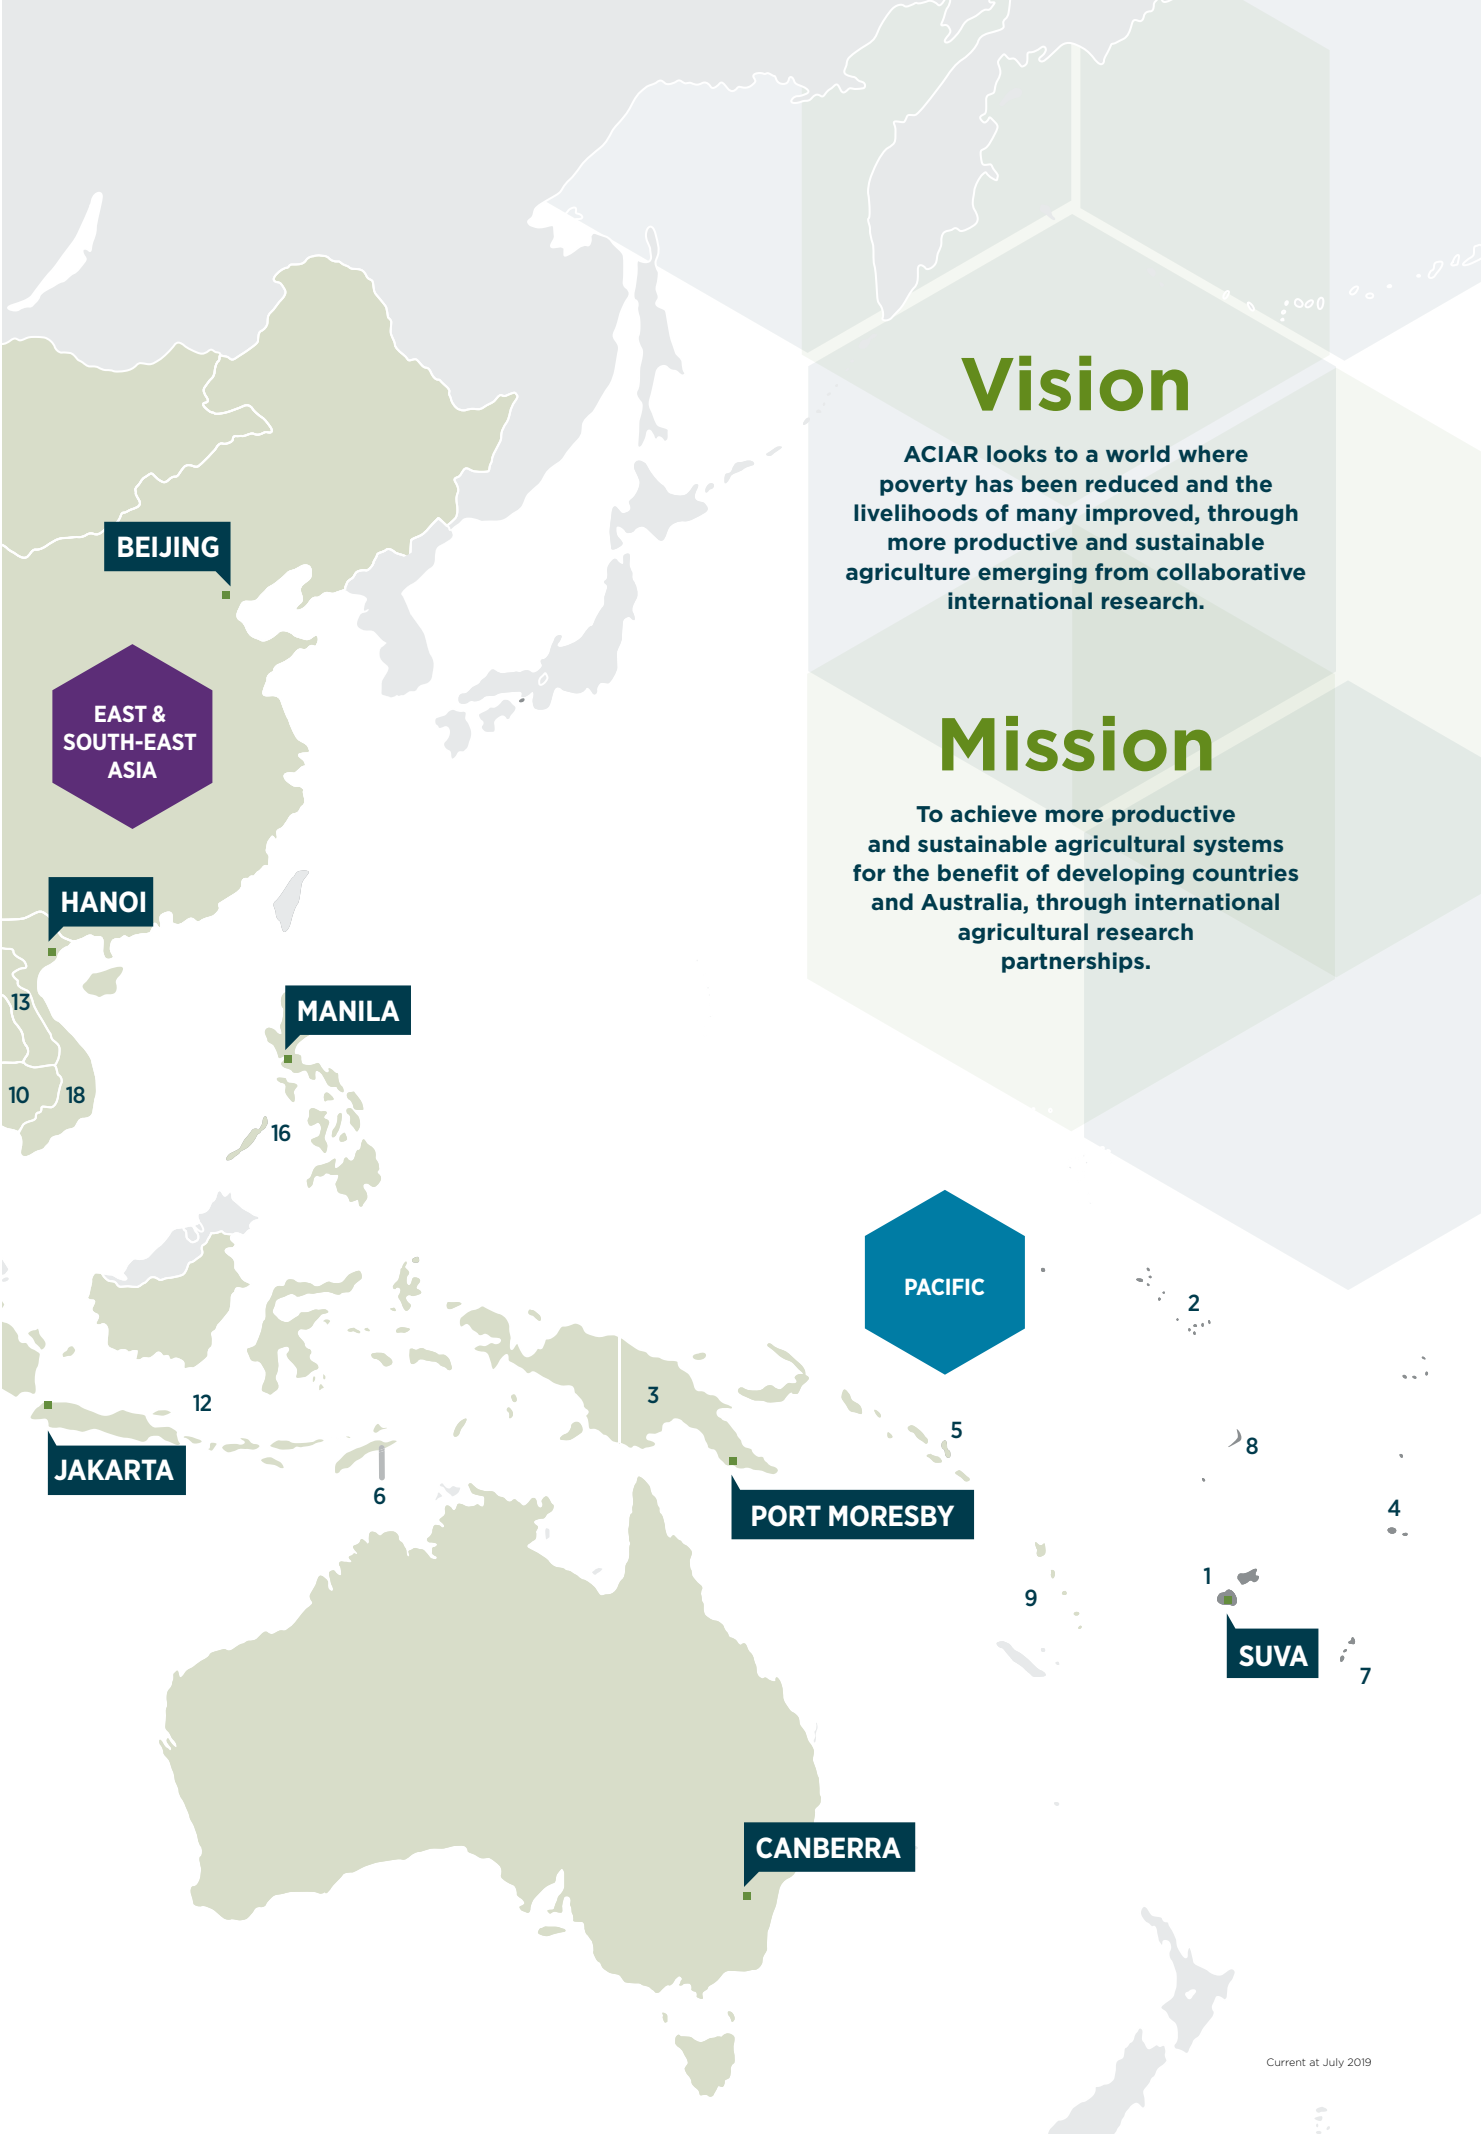 Vision
ACIAR looks to a world where
poverty has been reduced and the
livelihoods of many improved, through
more productive and sustainable
agriculture emerging from collaborative
international research.
BEIJING
EAST &
SOUTH-EAST
ASIA
Mission
To achieve more productive
and sustainable agricultural systems
for the benefit of developing countries
and Australia, through international
agricultural research
partnerships.
HANOI
13
MANILA
10
18
16
PACIFIC
2
3
12
5
8
JAKARTA
6
PORT MORESBY
4
1
9
SUVA
7
CANBERRA
Current at July 2019